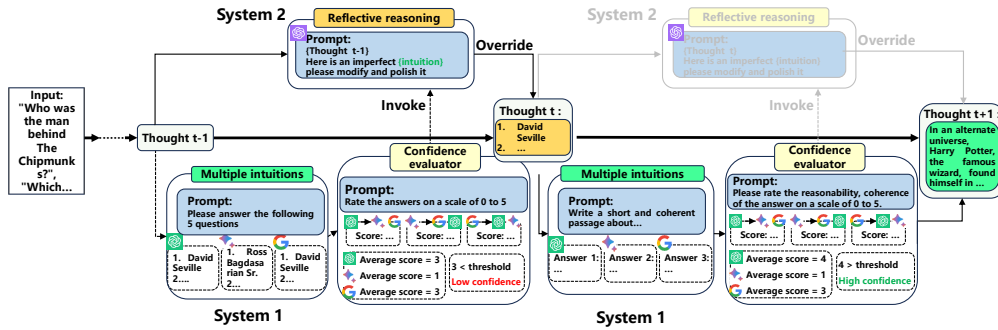 System 2
Reflective reasoning
Prompt:
{Thought t-1}
Here is an imperfect {intuition}
please modify and polish it
Override
Invoke
System 2
Reflective reasoning
Prompt:
{Thought t}
Here is an imperfect {intuition}
please modify and polish it
Override
Invoke
Input:
"Who was
the man
behind
The
Chipmunk
s?",
"Which...
Thought t-1
Thought t :
1. David
Seville
2. ...
Thought t+1 :
In an alternate
universe,
Harry Potter,
the famous
wizard, found
himself in ...
Multiple intuitions
Prompt:
Please answer the following
5 questions
1. David
Seville
2....
1. Ross
Bagdasa
rian Sr.
2...
1. David
Seville
2...
Confidence
evaluator
Prompt:
Rate the answers on a scale of 0 to 5
Score: ...
Score: ...
Score: ...
Average score = 3
Average score = 1
Average score = 3
3 < threshold
Low confidence
System 1
Multiple intuitions
Prompt:
Write a short and coherent
passage about...
Answer 1:
...
Answer 2:
...
Answer 3:
...
Confidence
evaluator
Prompt:
Please rate the reasonability, coherence
of the answer on a scale of 0 to 5.
Score: ...
Score: ...
Score: ...
Average score = 4
Average score = 1
Average score = 3
4 > threshold
High confidence
System 1